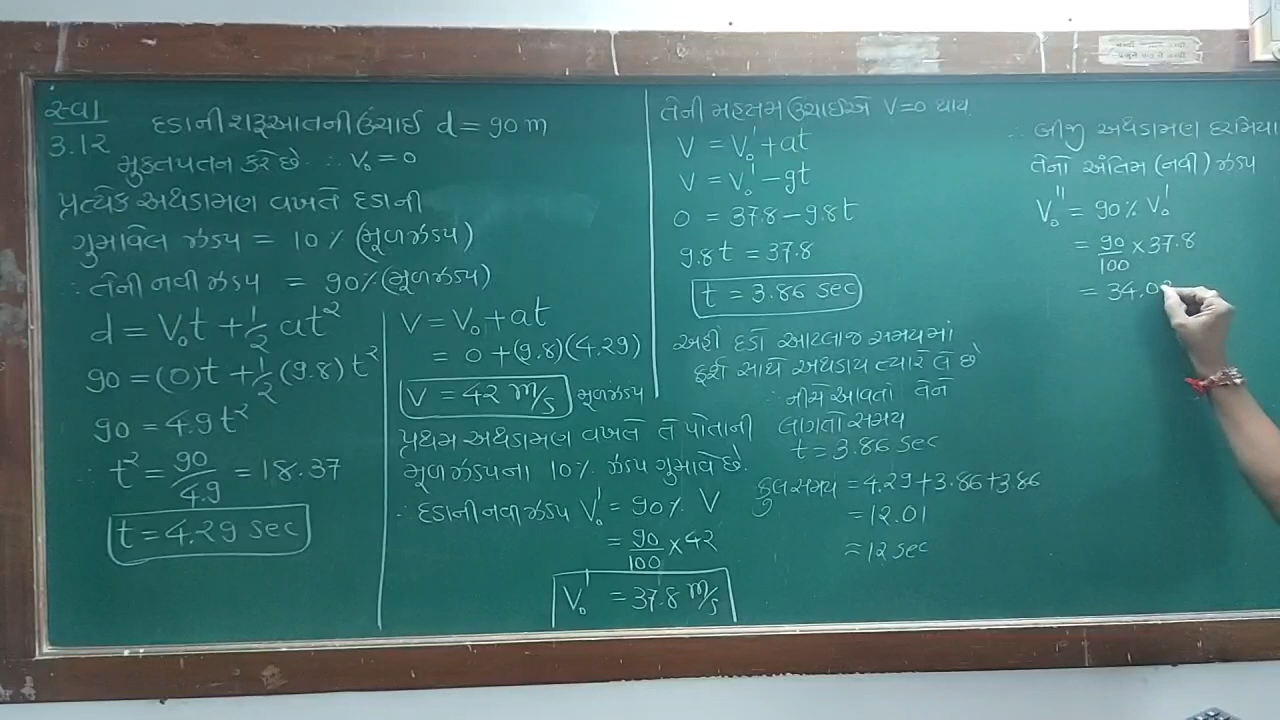 સ્વા
3.12
દડાની શરૂઆતની ઉંચાઈ d = 90 m
મુક્તપતન કરે છે ∴ V₀ = 0
પ્રત્યેક અથડામણ વખતે દડાની
ગુમાવેલ ઝડપ = 10 % (મૂળઝડપ)
∴ તેની નવી ઝડપ = 90% (મૂળઝડપ)
d = V₀t + 1/2 at²
90 = (0)t + 1/2 (9.8) t²
90 = 4.9t²
∴ t² = 90/4.9 = 18.37
t = 4.29 sec
V = V₀ + at
= 0 + (9.8)(4.29)
V = 42 m/s મૂળઝડપ
પ્રથમ અથડામણ વખતે તે પોતાની
મૂળઝડપના 10% ઝડપ ગુમાવે છે.
∴ દડાની નવી ઝડપ V₀' = 90% V
= 90/100 × 42
V₀' = 37.8 m/s
તેની મહત્તમ ઉંચાઈએ V=0 થાય
V = V₀' + at
V = V₀' - gt
0 = 37.8 - 9.8t
9.8t = 37.8
t = 3.86 sec
અહીં દડો આટલાજ સમયમાં
ફર્શ સાથે અથડાય ત્યારે લે છે
∴ નીચે આવતાં તેને
લાગતો સમય
t = 3.86 sec
કુલ સમય = 4.29 + 3.86 + 3.86
= 12.01
= 12 sec
∴ બીજી અથડામણ દરમિયા
તેનો અંતિમ (નવી) ઝડપ
V₀'' = 90% V₀'
= 90/100 × 37.8
= 34.0